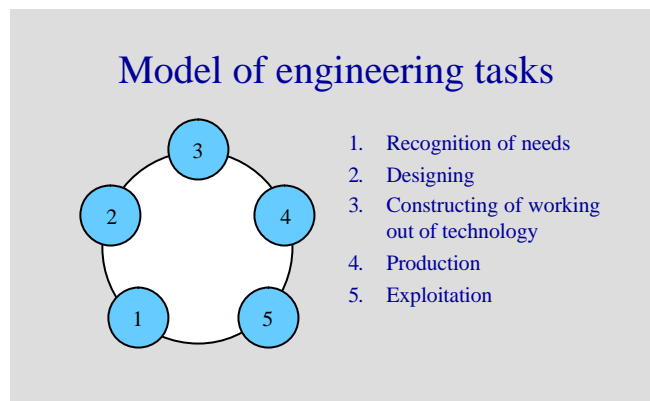 Model of engineering tasks
3
2
4
1
5
1. Recognition of needs
2. Designing
3. Constructing of working
out of technology
4. Production
5. Exploitation